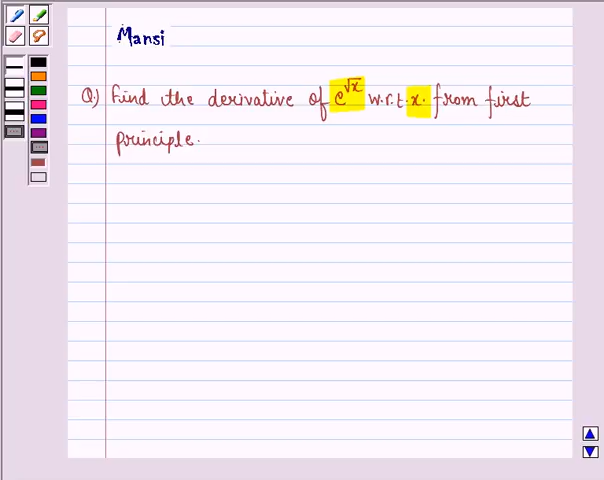 Mansi
Q.) Find the derivative of e^√x w.r.t. x. from first
principle.